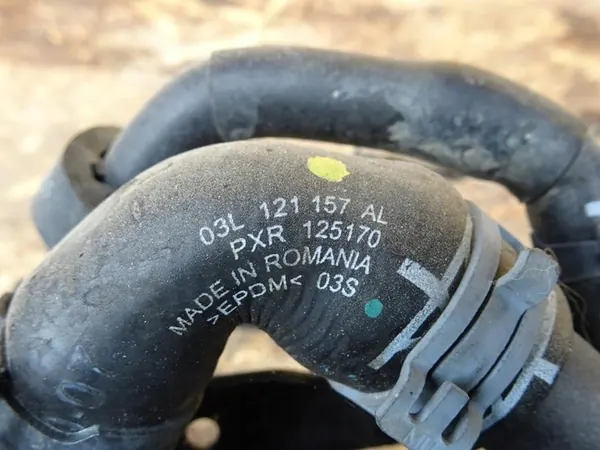 03L 121 157 AL
PXR 125170
MADE IN ROMANIA
>EPDM< 03S